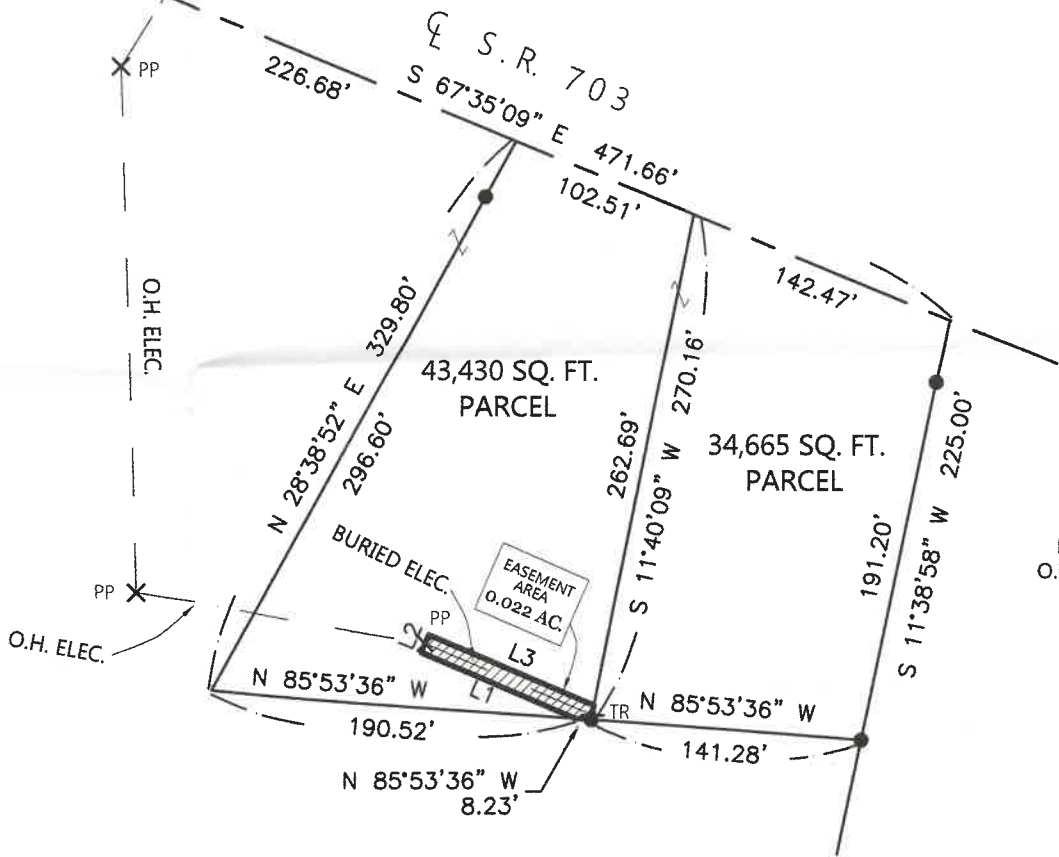 ℄ S.R. 703
226.68'
S 67°35'09" E 471.66'
102.51'
142.47'
PP
O.H. ELEC.
N 28°38'52" E 329.80'
296.60'
43,430 SQ. FT.
PARCEL
262.69'
S 11°40'09" W 270.16'
34,665 SQ. FT.
PARCEL
191.20'
S 11°38'58" W 225.00'
O.
BURIED ELEC.
EASEMENT
AREA
0.022 AC.
PP
O.H. ELEC.
PP
L2
L3
L1
TR
N 85°53'36" W
190.52'
N 85°53'36" W
141.28'
N 85°53'36" W
8.23'